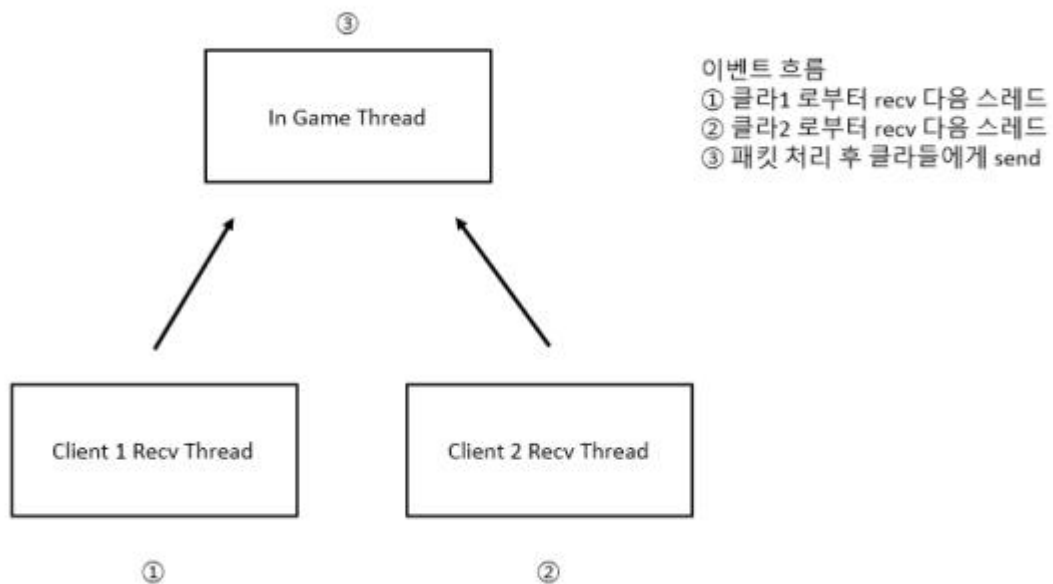 ③
In Game Thread
이벤트 흐름
① 클라1 로부터 recv 다음 스레드
② 클라2 로부터 recv 다음 스레드
③ 패킷 처리 후 클라들에게 send
Client 1 Recv Thread
Client 2 Recv Thread
①
②